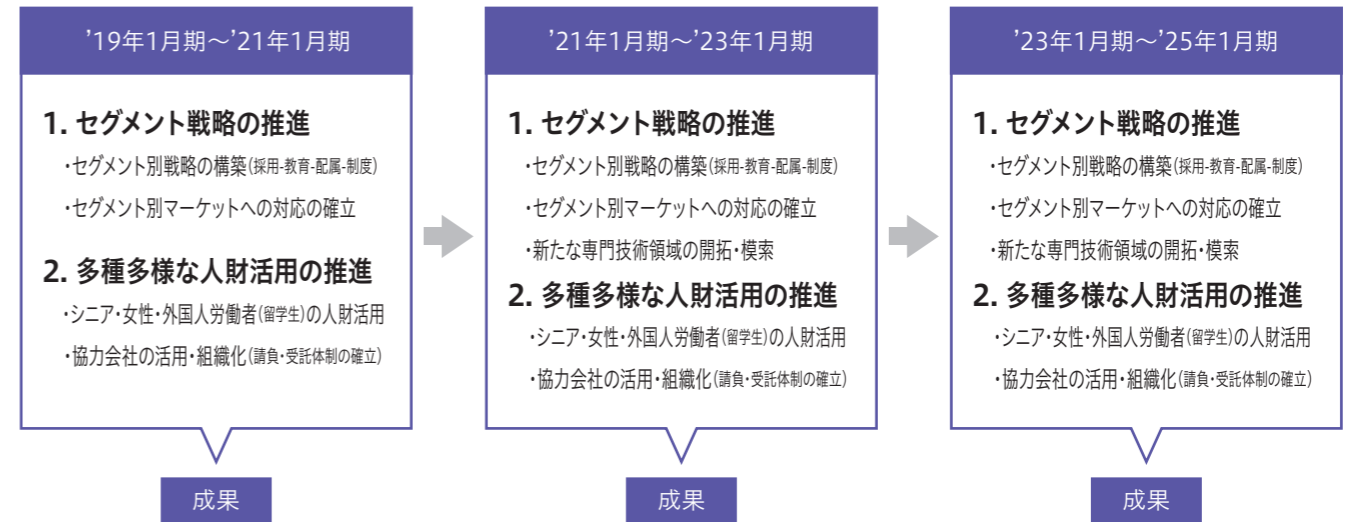 ’19年1月期～’21年1月期
1. セグメント戦略の推進
・セグメント別戦略の構築(採用-教育-配属-制度)
・セグメント別マーケットへの対応の確立
2. 多種多様な人財活用の推進
・シニア・女性・外国人労働者(留学生)の人財活用
・協力会社の活用・組織化(請負・受託体制の確立)
成果
’21年1月期～’23年1月期
1. セグメント戦略の推進
・セグメント別戦略の構築(採用-教育-配属-制度)
・セグメント別マーケットへの対応の確立
・新たな専門技術領域の開拓・模索
2. 多種多様な人財活用の推進
・シニア・女性・外国人労働者(留学生)の人財活用
・協力会社の活用・組織化(請負・受託体制の確立)
成果
’23年1月期～’25年1月期
1. セグメント戦略の推進
・セグメント別戦略の構築(採用-教育-配属-制度)
・セグメント別マーケットへの対応の確立
・新たな専門技術領域の開拓・模索
2. 多種多様な人財活用の推進
・シニア・女性・外国人労働者(留学生)の人財活用
・協力会社の活用・組織化(請負・受託体制の確立)
成果